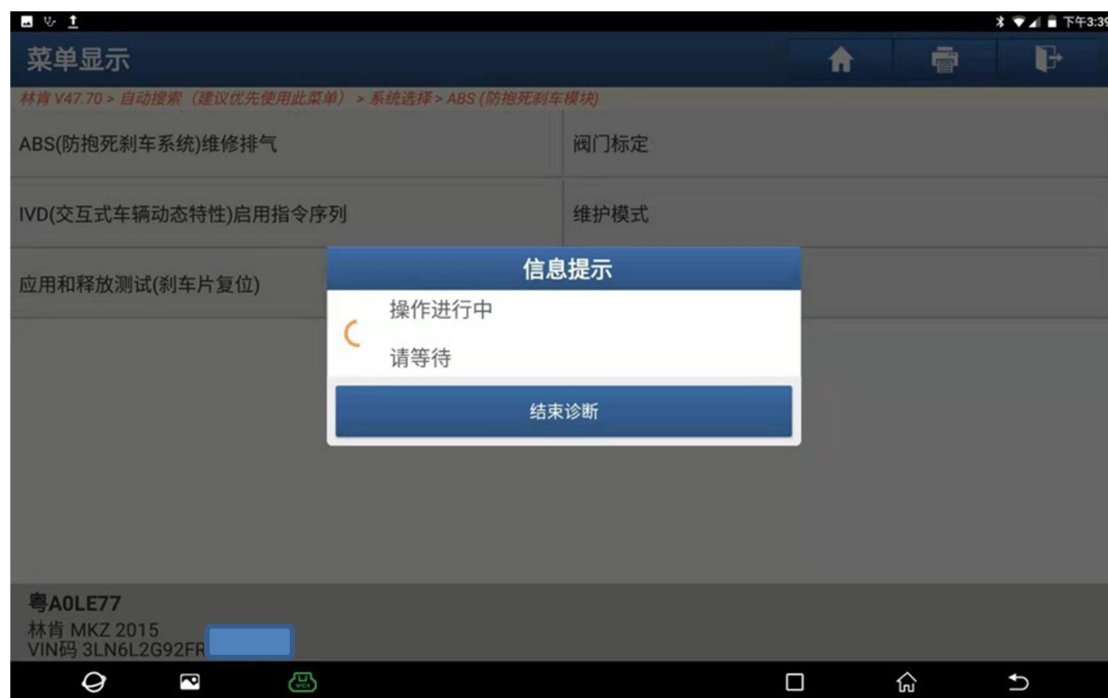 下午3:39
菜单显示
林肯 V47.70 > 自动搜索（建议优先使用此菜单） > 系统选择 > ABS (防抱死刹车模块)
ABS(防抱死刹车系统)维修排气
阀门标定
IVD(交互式车辆动态特性)启用指令序列
维护模式
应用和释放测试(刹车片复位)
信息提示
操作进行中
请等待
结束诊断
粤A0LE77
林肯 MKZ 2015
VIN码 3LN6L2G92FR
VCI